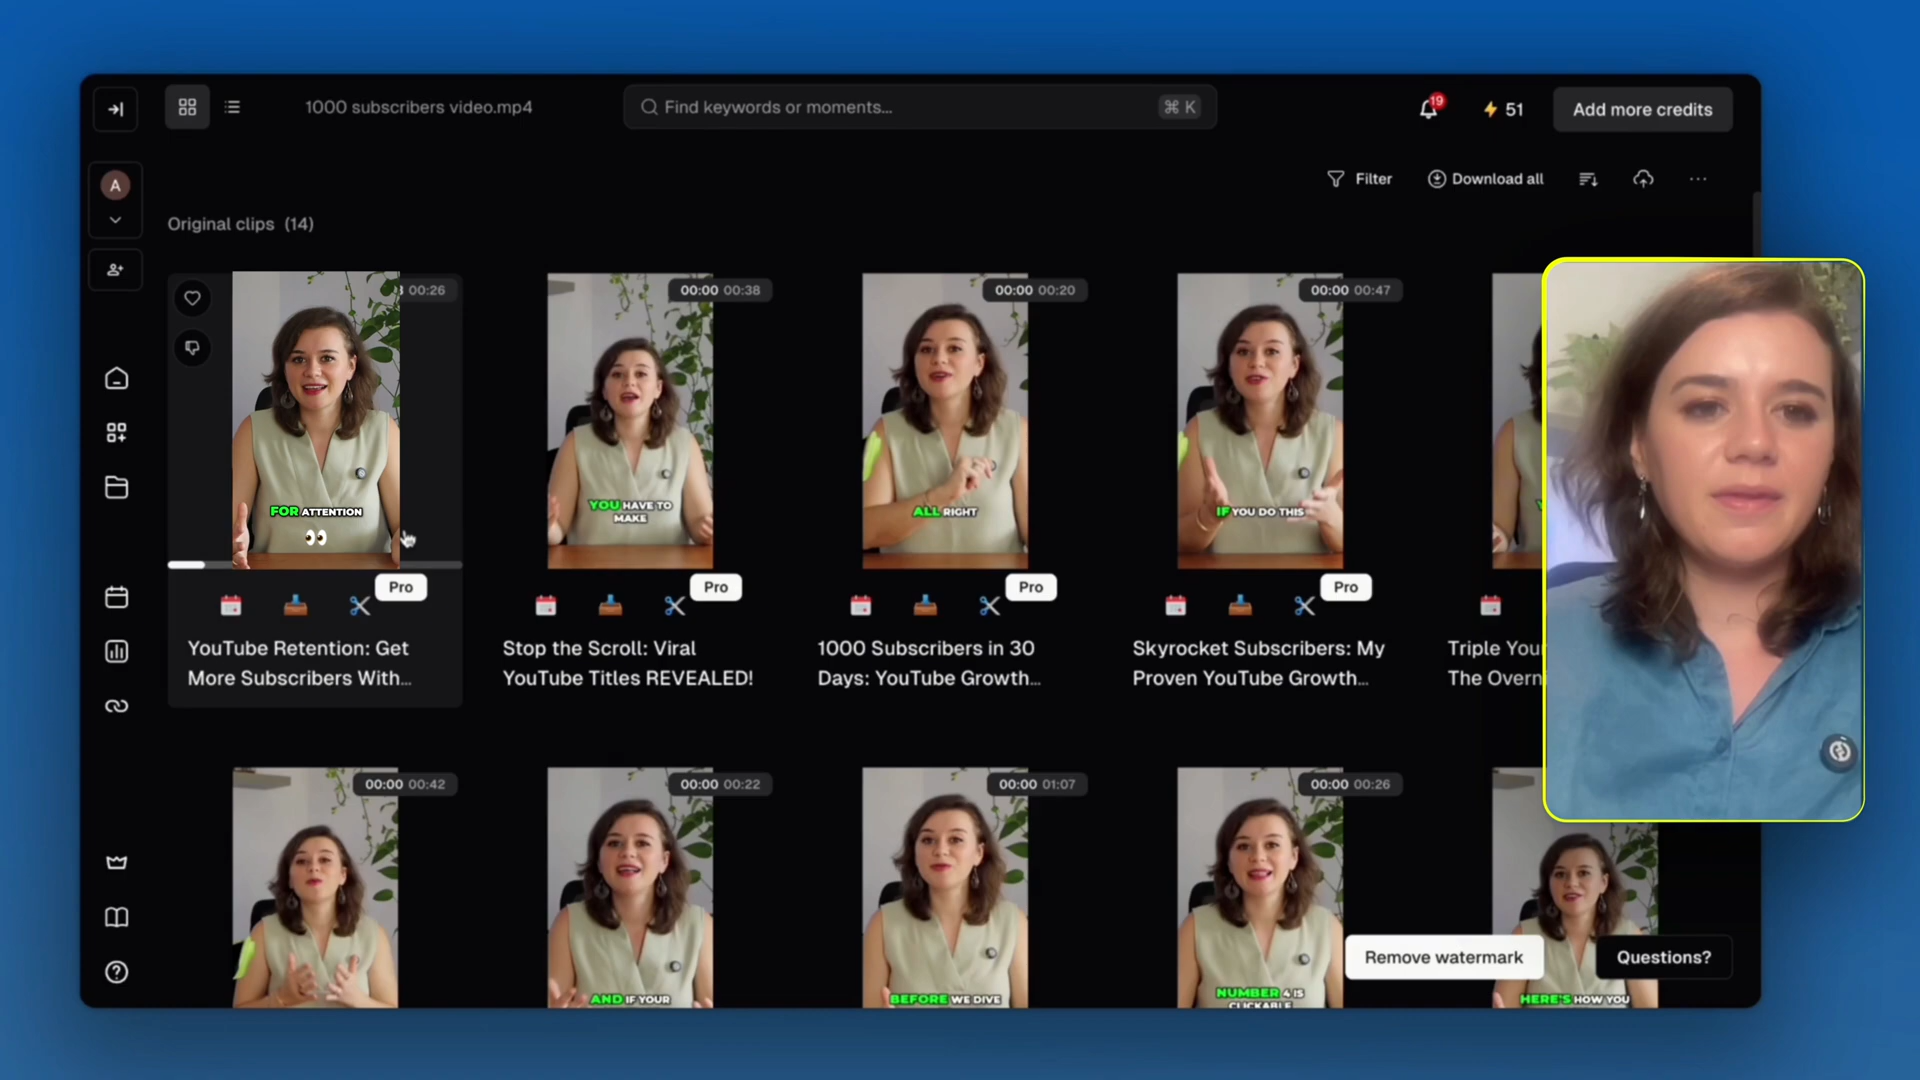 1000 subscribers video.mp4
Find keywords or moments...
⌘ K
19
51
Add more credits
A
Filter
Download all
Original clips (14)
00:26
00:00 00:38
00:00 00:20
00:00 00:47
FOR ATTENTION
YOU HAVE TO
MAKE
ALL RIGHT
IF YOU DO THIS
Pro
Pro
Pro
Pro
YouTube Retention: Get
More Subscribers With...
Stop the Scroll: Viral
YouTube Titles REVEALED!
1000 Subscribers in 30
Days: YouTube Growth...
Skyrocket Subscribers: My
Proven YouTube Growth...
Triple Your
The Overn
00:00 00:42
00:00 00:22
00:00 01:07
00:00 00:26
Remove watermark
Questions?
AND IF YOUR
BEFORE WE DIVE
NUMBER 4 IS
CLICKABLE
HERE'S HOW YOU